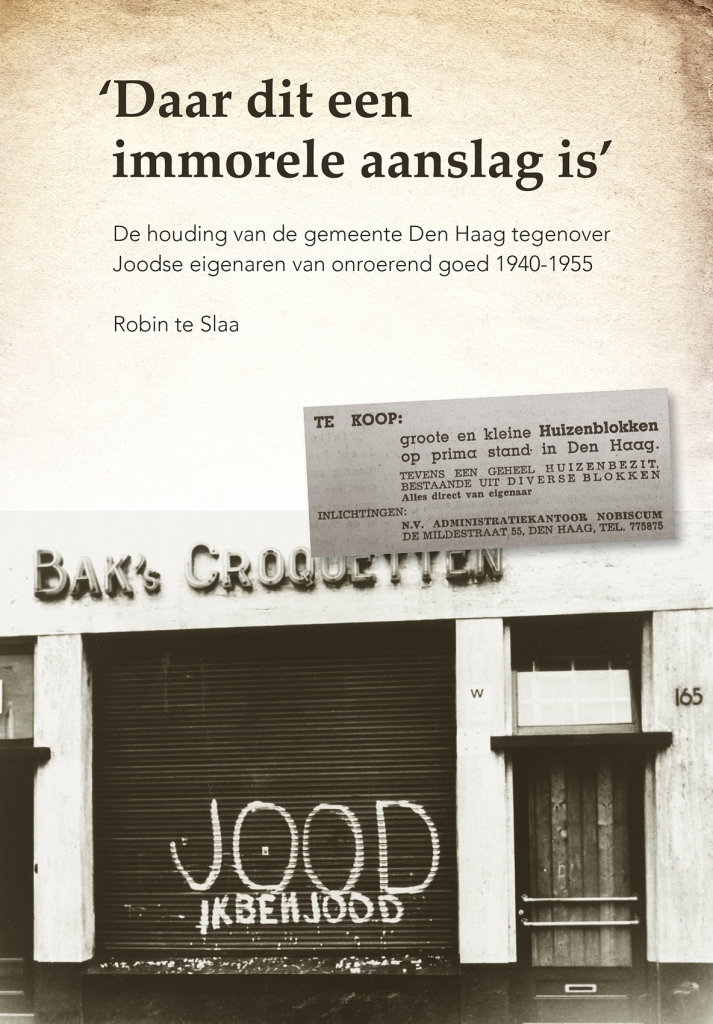 ‘Daar dit een
immorele aanslag is’
De houding van de gemeente Den Haag tegenover
Joodse eigenaren van onroerend goed 1940-1955
Robin te Slaa
TE KOOP:
groote en kleine Huizenblokken
op prima stand in Den Haag.
TEVENS EEN GEHEEL HUIZENBEZIT,
BESTAANDE UIT DIVERSE BLOKKEN
Alles direct van eigenaar
INLICHTINGEN:
N.V. ADMINISTRATIEKANTOOR NOBISCUM
DE MILDESTRAAT 55, DEN HAAG, TEL. 775875
BAK'S CROQUETTEN
W
165
JOOD
IKBENJOOD